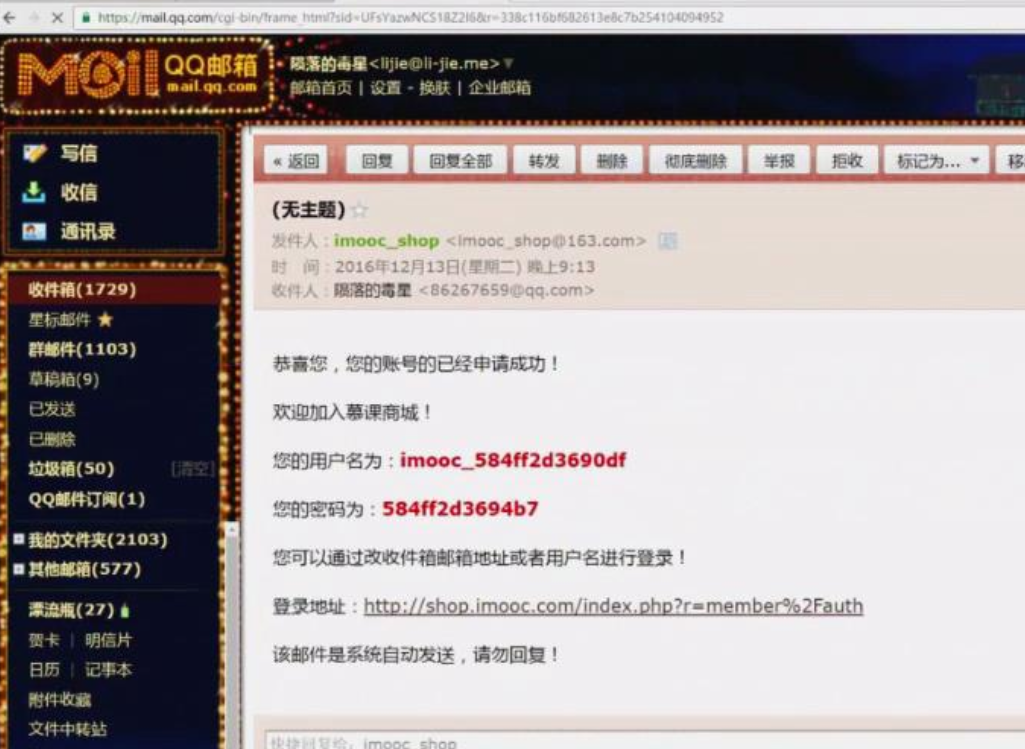 https://mail.qq.com/cgi-bin/frame_html?sid=UFsYazwNCS18Z2I6&r=338c116bf682613e8c7b254104094952
MAil QQ邮箱
mail.qq.com
陨落的毒星<lijie@li-jie.me>
邮箱首页 | 设置 - 换肤 | 企业邮箱
写信
收信
通讯录
收件箱(1729)
星标邮件
群邮件(1103)
草稿箱(9)
已发送
已删除
垃圾箱(50) [清空]
QQ邮件订阅(1)
我的文件夹(2103)
其他邮箱(577)
漂流瓶(27)
贺卡 | 明信片
日历 | 记事本
附件收藏
文件中转站
« 返回 回复 回复全部 转发 删除 彻底删除 举报 拒收 标记为... 移
(无主题)
发件人：imooc_shop <imooc_shop@163.com>
时 间：2016年12月13日(星期二) 晚上9:13
收件人：陨落的毒星 <86267659@qq.com>
恭喜您，您的账号的已经申请成功！
欢迎加入慕课商城！
您的用户名为：imooc_584ff2d3690df
您的密码为：584ff2d3694b7
您可以通过改收件箱邮箱地址或者用户名进行登录！
登录地址：http://shop.imooc.com/index.php?r=member%2Fauth
该邮件是系统自动发送，请勿回复！
快捷回复给：imooc_shop